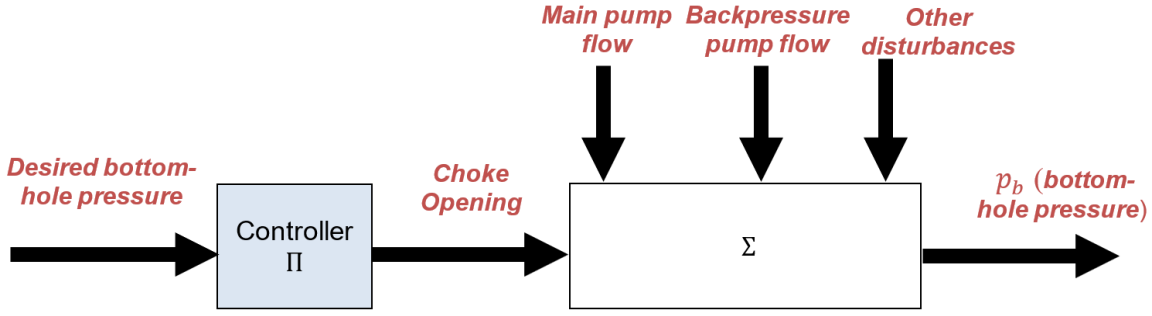 Main pump
flow
Backpressure
pump flow
Other
disturbances
Desired bottom-
hole pressure
Controller
Π
Choke
Opening
Σ
p_b (bottom-
hole pressure)